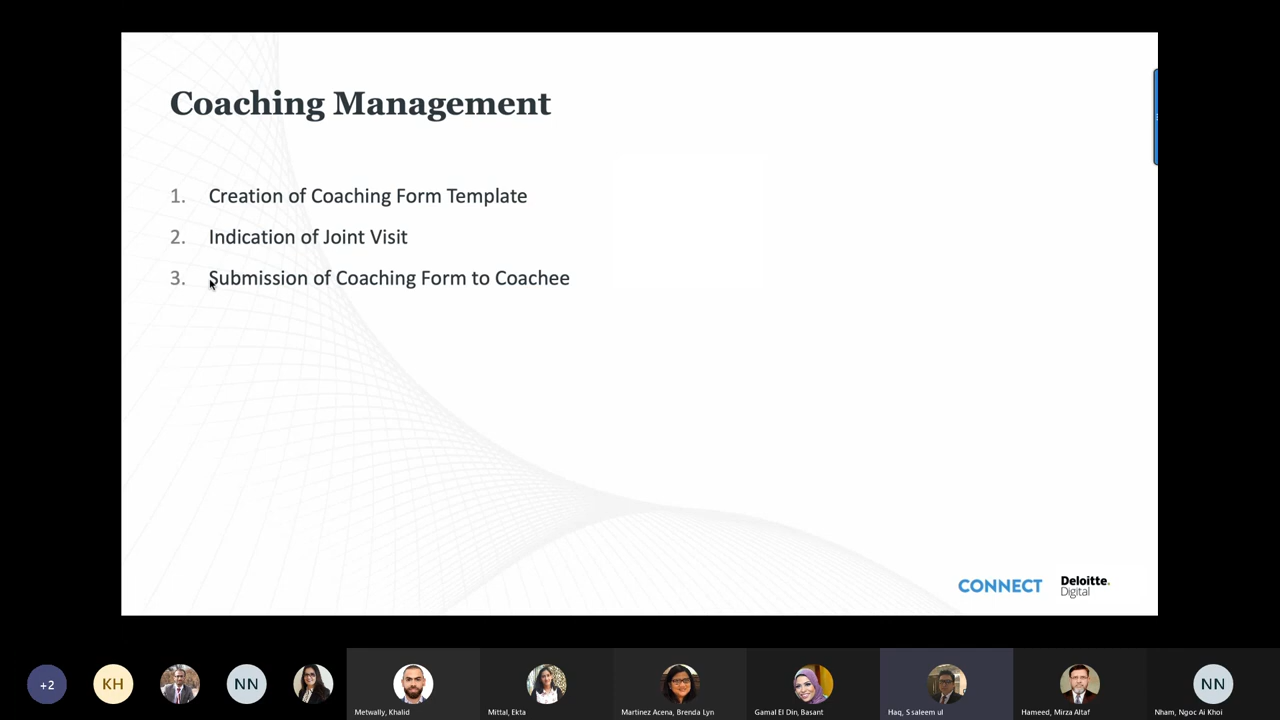 Coaching Management
1. Creation of Coaching Form Template
2. Indication of Joint Visit
3. Submission of Coaching Form to Coachee
CONNECT
Deloitte.
Digital
+2
KH
NN
NN
Metwally, Khalid
Mittal, Ekta
Martinez Acena, Brenda Lyn
Gamal El Din, Basant
Haq, S saleem ul
Hameed, Mirza Altaf
Nham, Ngoc Ai Khoi